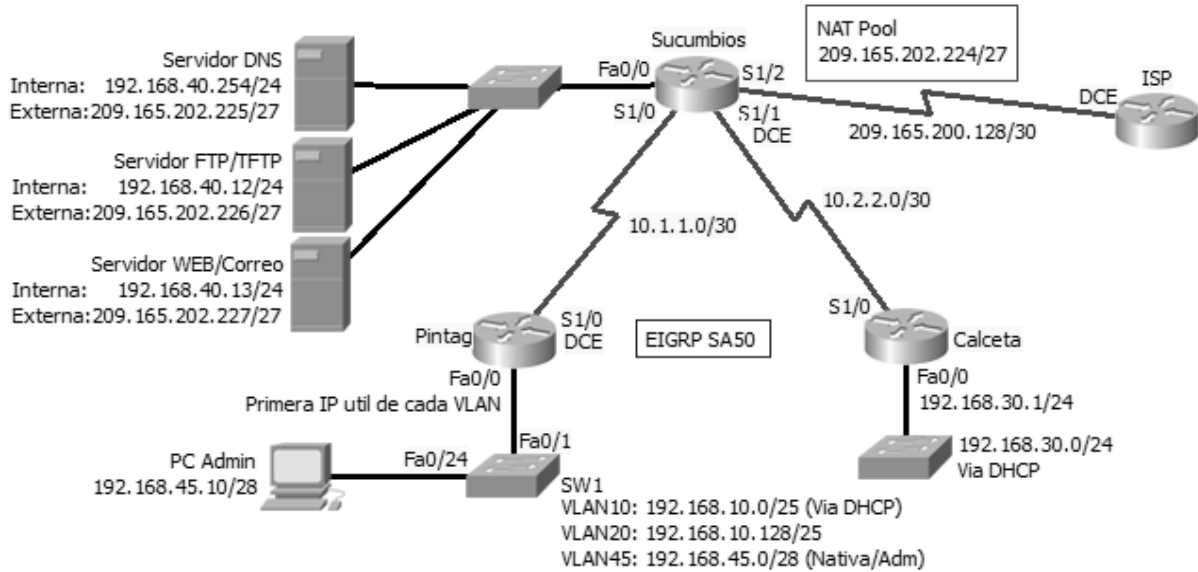 NAT Pool
209.165.202.224/27
Sucumbios
Servidor DNS
Interna: 192.168.40.254/24
Externa:209.165.202.225/27
Fa0/0
S1/2
S1/0
S1/1
DCE
ISP
DCE
209.165.200.128/30
Servidor FTP/TFTP
Interna: 192.168.40.12/24
Externa:209.165.202.226/27
10.1.1.0/30
10.2.2.0/30
Servidor WEB/Correo
Interna: 192.168.40.13/24
Externa:209.165.202.227/27
Pintag
S1/0
DCE
EIGRP SA50
S1/0
Calceta
Fa0/0
Primera IP util de cada VLAN
Fa0/0
192.168.30.1/24
PC Admin
192.168.45.10/28
Fa0/24
Fa0/1
SW1
192.168.30.0/24
Via DHCP
VLAN10: 192.168.10.0/25 (Via DHCP)
VLAN20: 192.168.10.128/25
VLAN45: 192.168.45.0/28 (Nativa/Adm)